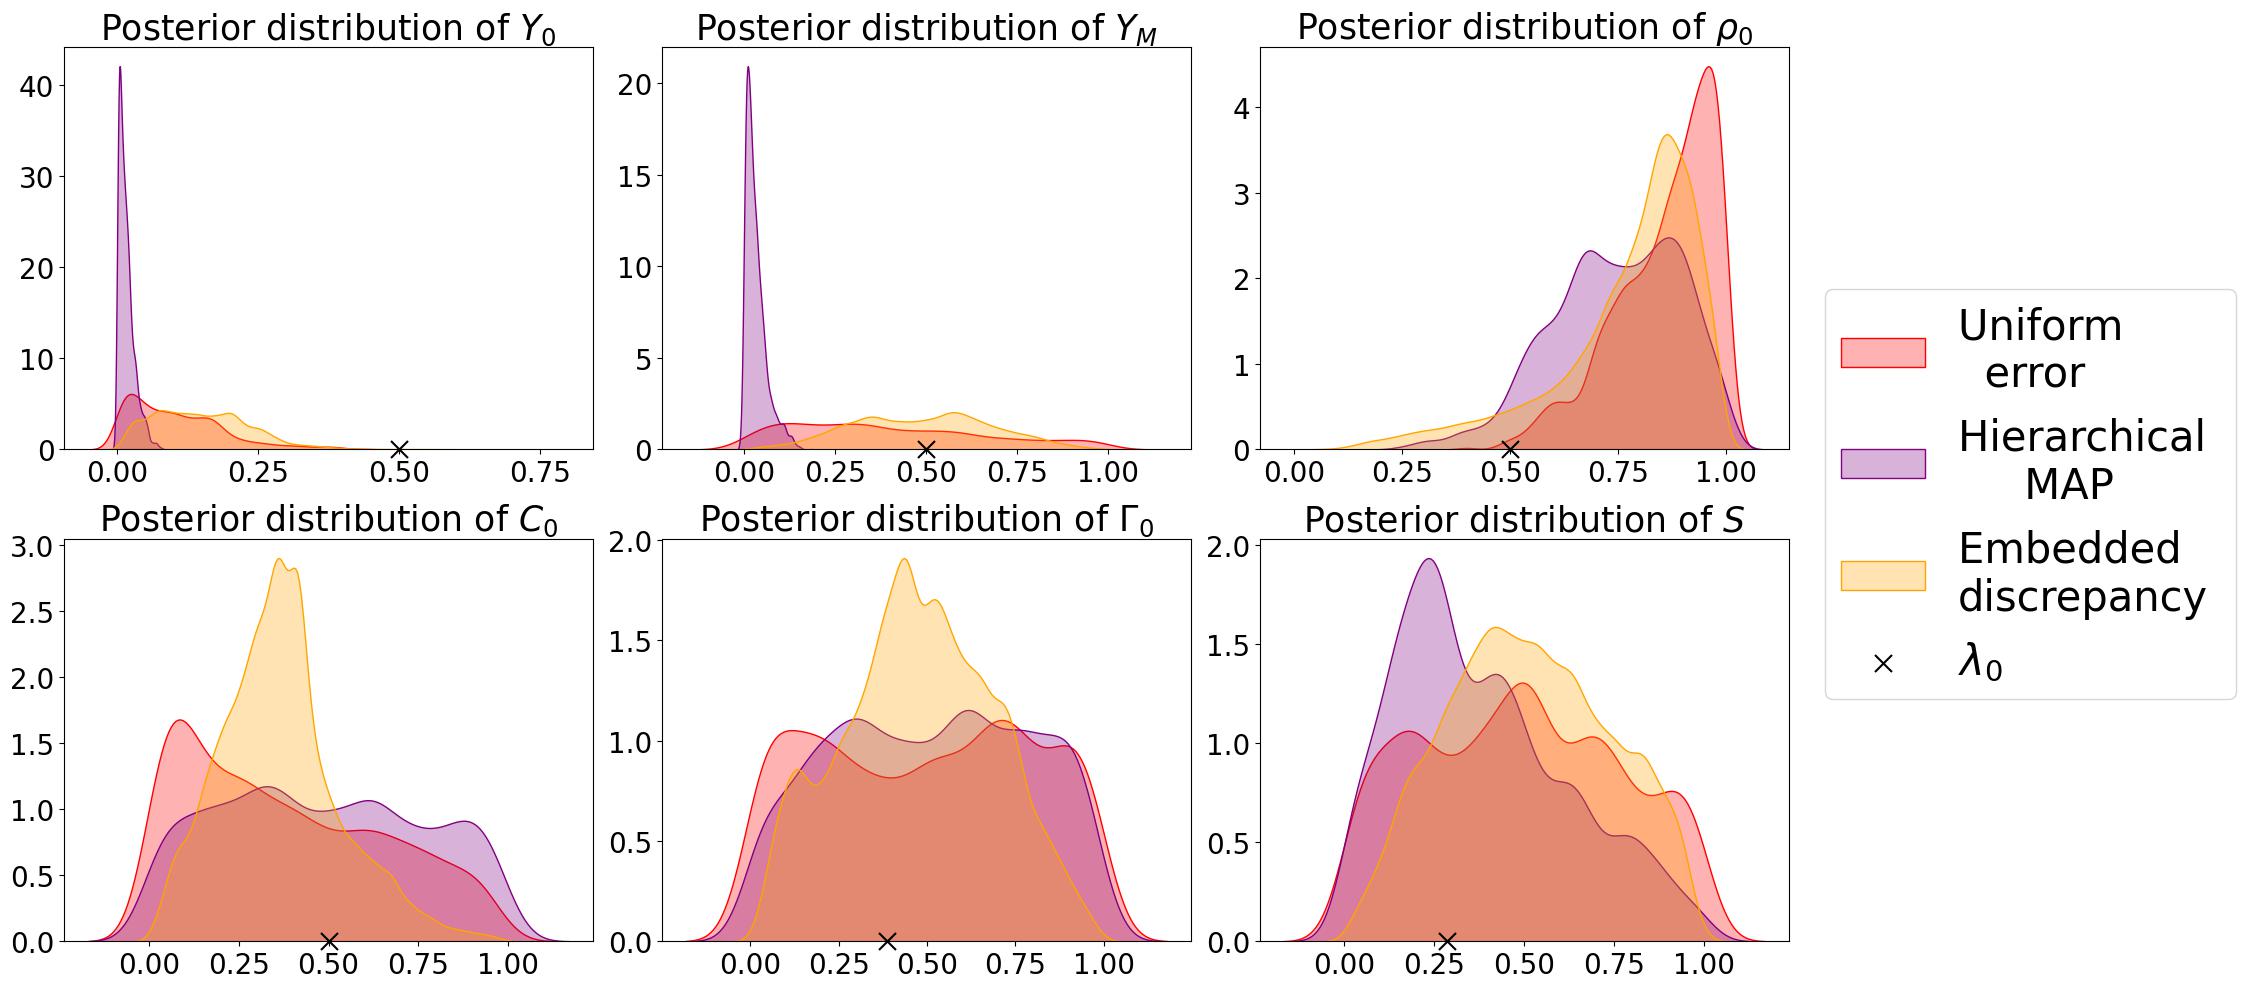 Posterior distribution of Y₀
40
30
20
10
0
0.00 0.25 0.50 0.75
Posterior distribution of Y_M
20
15
10
5
0
0.00 0.25 0.50 0.75 1.00
Posterior distribution of ρ₀
4
3
2
1
0
0.00 0.25 0.50 0.75 1.00
Posterior distribution of C₀
3.0
2.5
2.0
1.5
1.0
0.5
0.0
0.00 0.25 0.50 0.75 1.00
Posterior distribution of Γ₀
2.0
1.5
1.0
0.5
0.0
0.00 0.25 0.50 0.75 1.00
Posterior distribution of S
2.0
1.5
1.0
0.5
0.0
0.00 0.25 0.50 0.75 1.00
Uniform
error
Hierarchical
MAP
Embedded
discrepancy
λ₀